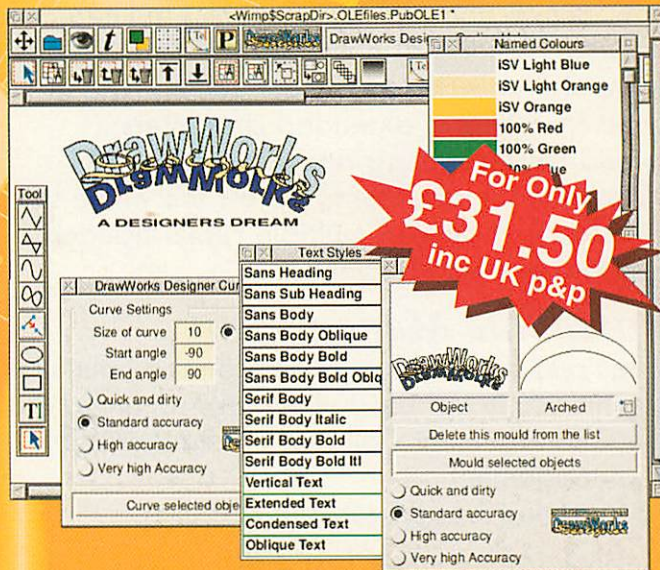 <Wimp$ScrapDir>.OLEfiles.PubOLE1 *
DrawWorks
Named Colours
iSV Light Blue
iSV Light Orange
iSV Orange
100% Red
100% Green
DrawWorks
DrawWorks
A DESIGNERS DREAM
For Only
£31.50
inc UK p&p
Tool
DrawWorks Designer Cur
Curve Settings
Size of curve 10
Start angle -90
End angle 90
Quick and dirty
Standard accuracy
High accuracy
Very high Accuracy
Curve selected obje
Text Styles
Sans Heading
Sans Sub Heading
Sans Body
Sans Body Oblique
Sans Body Bold
Sans Body Bold Oblq
Serif Body
Serif Body Italic
Serif Body Bold
Serif Body Bold Itl
Vertical Text
Extended Text
Condensed Text
Oblique Text
DrawWorks
DrawWorks
Object
Arched
Delete this mould from the list
Mould selected objects
Quick and dirty
Standard accuracy
High accuracy
Very high Accuracy
DrawWorks